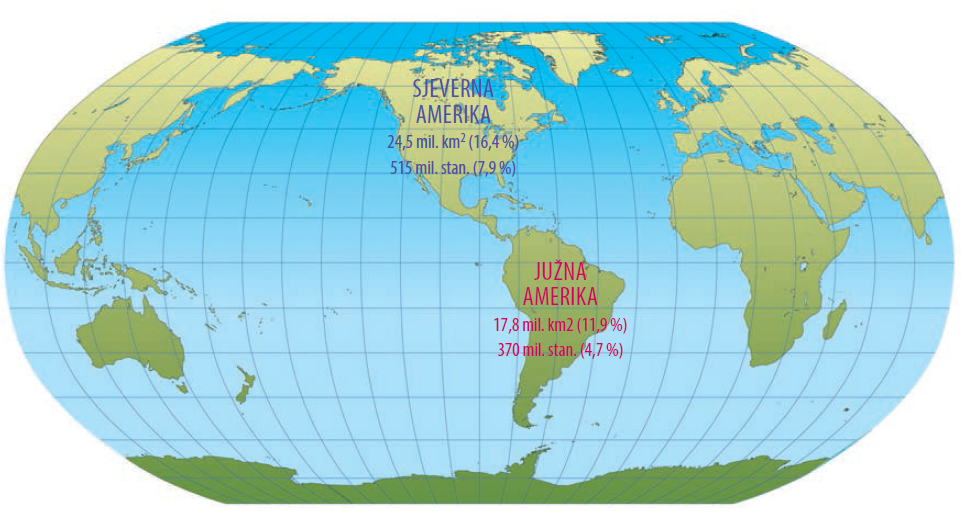 SJEVERNA
AMERIKA
24,5 mil. km² (16,4 %)
515 mil. stan. (7,9 %)
JUŽNA
AMERIKA
17,8 mil. km2 (11,9 %)
370 mil. stan. (4,7 %)